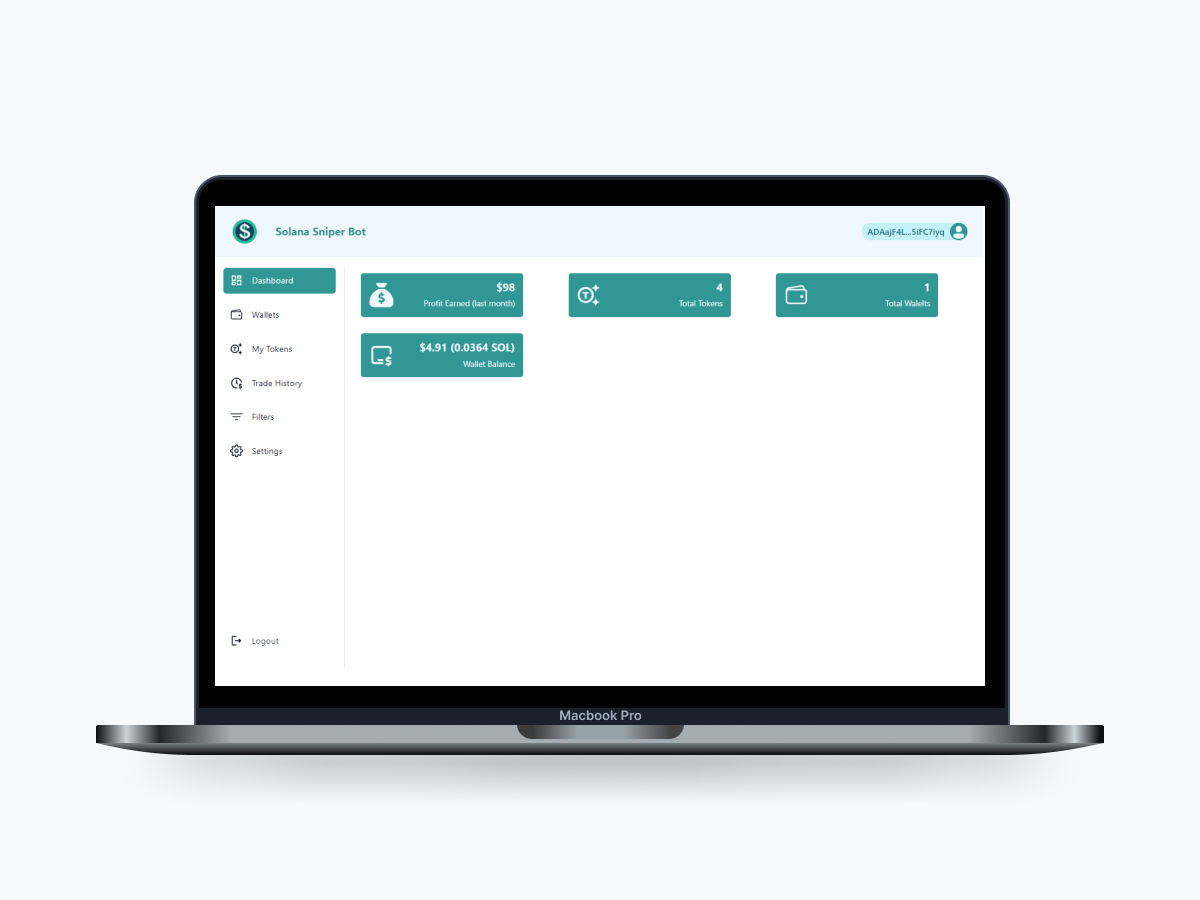 Solana Sniper Bot
ADAajF4L...5iFC7iyq
Dashboard
Wallets
My Tokens
Trade History
Filters
Settings
Logout
$98
Profit Earned (last month)
4
Total Tokens
1
Total Walelts
$4.91 (0.0364 SOL)
Wallet Balance
Macbook Pro